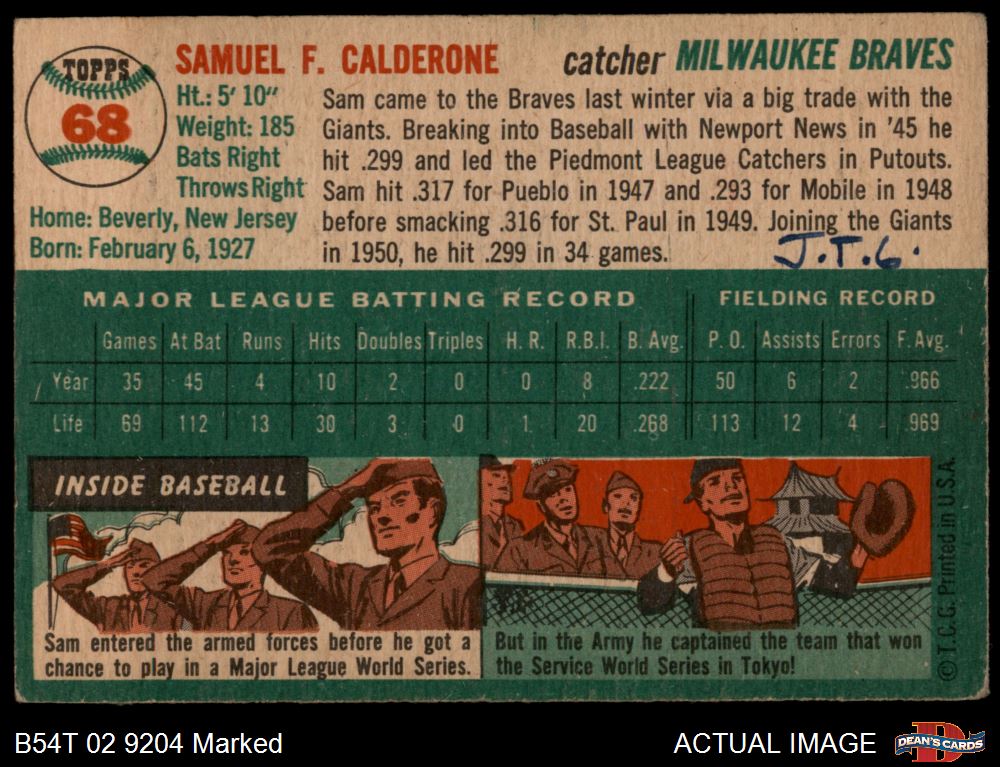 TOPPS
68
SAMUEL F. CALDERONE
catcher MILWAUKEE BRAVES
Ht.: 5' 10"
Weight: 185
Bats Right
Throws Right
Home: Beverly, New Jersey
Born: February 6, 1927
Sam came to the Braves last winter via a big trade with the
Giants. Breaking into Baseball with Newport News in '45 he
hit .299 and led the Piedmont League Catchers in Putouts.
Sam hit .317 for Pueblo in 1947 and .293 for Mobile in 1948
before smacking .316 for St. Paul in 1949. Joining the Giants
in 1950, he hit .299 in 34 games.
J.T.G.
MAJOR LEAGUE BATTING RECORD FIELDING RECORD
Games At Bat Runs Hits Doubles Triples H. R. R.B.I. B. Avg. P. O. Assists Errors F. Avg.
Year 35 45 4 10 2 0 0 8 .222 50 6 2 .966
Life 69 112 13 30 3 0 1 20 .268 113 12 4 .969
INSIDE BASEBALL
Sam entered the armed forces before he got a
chance to play in a Major League World Series.
But in the Army he captained the team that won
the Service World Series in Tokyo!
© T.C.G. Printed in U.S.A.
B54T 02 9204 Marked
ACTUAL IMAGE
D
DEAN'S CARDS